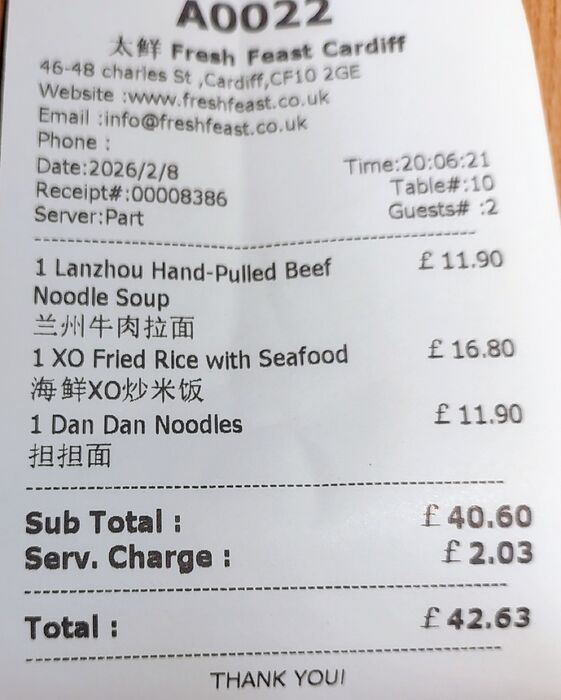 A0022
太鲜 Fresh Feast Cardiff
46-48 charles St ,Cardiff,CF10 2GE
Website :www.freshfeast.co.uk
Email :info@freshfeast.co.uk
Phone :
Date:2026/2/8 Time:20:06:21
Receipt#:00008386 Table#:10
Server:Part Guests# :2
1 Lanzhou Hand-Pulled Beef £ 11.90
Noodle Soup
兰州牛肉拉面
1 XO Fried Rice with Seafood £ 16.80
海鲜XO炒米饭
1 Dan Dan Noodles £ 11.90
担担面
Sub Total : £ 40.60
Serv. Charge : £ 2.03
Total : £ 42.63
THANK YOU!